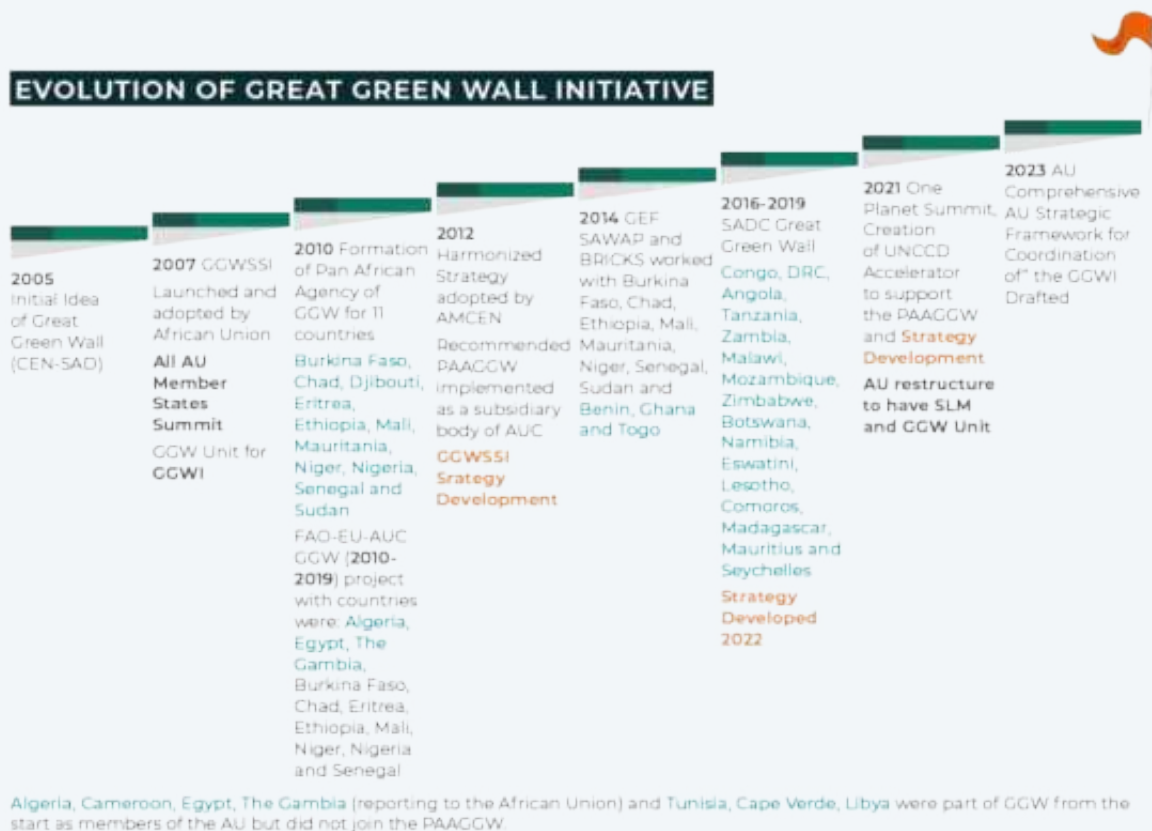 EVOLUTION OF GREAT GREEN WALL INITIATIVE
2005
Initial Idea
of Great
Green Wall
(CEN-SAD)
2007 GGWSSI
Launched and
adopted by
African Union
All AU
Member
States
Summit
GGW Unit for
GGWI
2010 Formation
of Pan African
Agency of
GGW for 11
countries
Burkina Faso,
Chad, Djibouti,
Eritrea,
Ethiopia, Mali,
Mauritania,
Niger, Nigeria,
Senegal and
Sudan
FAO-EU-AUC
GGW (2010-
2019) project
with countries
were: Algeria,
Egypt, The
Gambia,
Burkina Faso,
Chad, Eritrea,
Ethiopia, Mali,
Niger, Nigeria
and Senegal
2012
Harmonized
Strategy
adopted by
AMCEN
Recommended
PAAGGW
implemented
as a subsidiary
body of AUC
GGWSSI
Srategy
Development
2014 GEF
SAWAP and
BRICKS worked
with Burkina
Faso, Chad,
Ethiopia, Mali,
Mauritania,
Niger, Senegal,
Sudan and
Benin, Ghana
and Togo
2016-2019
SADC Great
Green Wall
Congo, DRC,
Angola,
Tanzania,
Zambia,
Malawi,
Mozambique,
Zimbabwe,
Botswana,
Namibia,
Eswatini,
Lesotho,
Comoros,
Madagascar,
Mauritius and
Seychelles
Strategy
Developed
2022
2021 One
Planet Summit,
Creation
of UNCCD
Accelerator
to support
the PAAGGW
and Strategy
Development
AU restructure
to have SLM
and GGW Unit
2023 AU
Comprehensive
AU Strategic
Framework for
Coordination
of" the GGWI
Drafted
Algeria, Cameroon, Egypt, The Gambia (reporting to the African Union) and Tunisia, Cape Verde, Libya were part of GGW from the
start as members of the AU but did not join the PAAGGW.